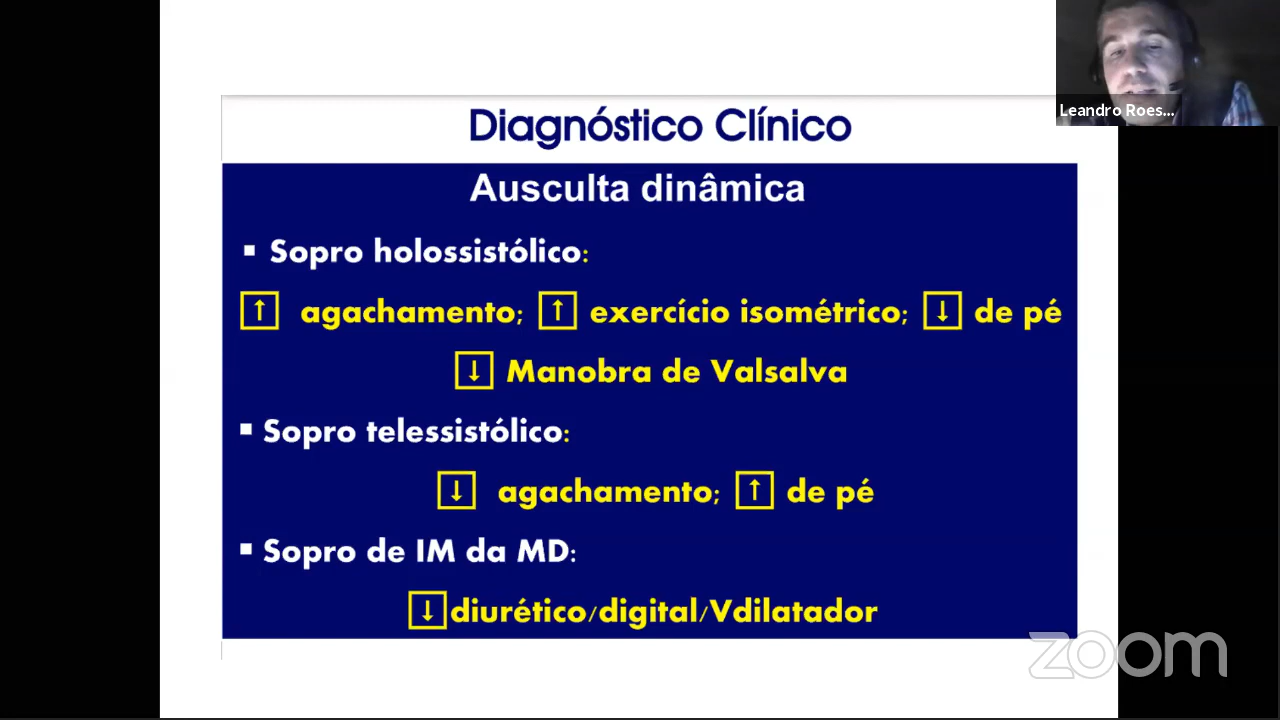 Leandro Roes...
Diagnóstico Clínico
Ausculta dinâmica
▪ Sopro holossistólico:
↑ agachamento; ↑ exercício isométrico; ↓ de pé
↓ Manobra de Valsalva
▪ Sopro telessistólico:
↓ agachamento; ↑ de pé
▪ Sopro de IM da MD:
↓ diurético/digital/Vdilatador
zoom